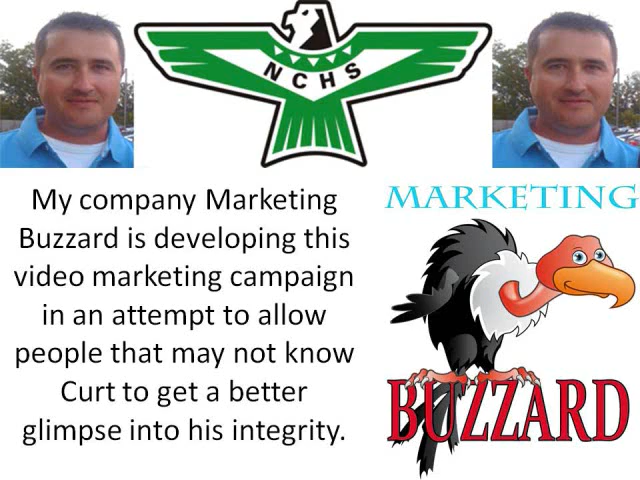 NCHS
My company Marketing
Buzzard is developing this
video marketing campaign
in an attempt to allow
people that may not know
Curt to get a better
glimpse into his integrity.
MARKETING
BUZZARD